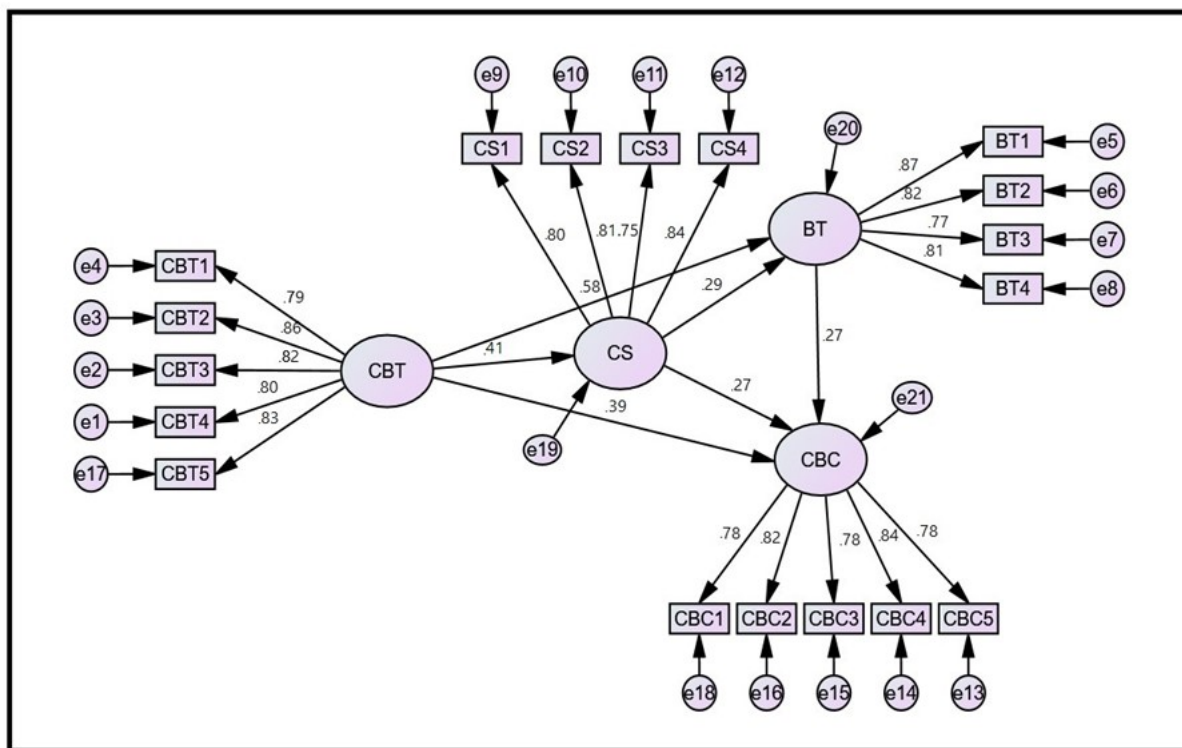 e9 e10 e11 e12
CS1 CS2 CS3 CS4
e20
BT1 e5
.87
BT2 e6
.82
BT3 e7
.77
BT4 e8
.81
BT
.80 .81 .75 .84
.58 .29
e4 CBT1
.79
e3 CBT2
.86
e2 CBT3
.82
e1 CBT4
.80
e17 CBT5
.83
CBT
.41
CS
.27
.27
.39
e19
e21
CBC
.78 .82 .78 .84 .78
CBC1 CBC2 CBC3 CBC4 CBC5
e18 e16 e15 e14 e13